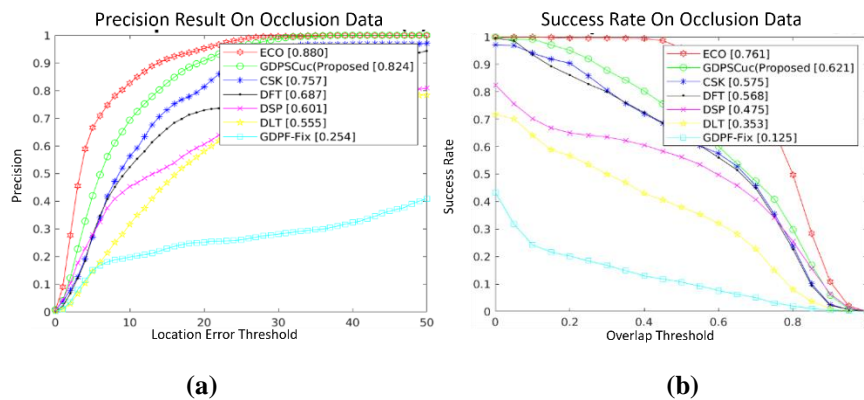 Precision Result On Occlusion Data
1
0.9
0.8
0.7
0.6
0.5
0.4
0.3
0.2
0.1
0
Precision
ECO [0.880]
GDPSCuc(Proposed [0.824]
CSK [0.757]
DFT [0.687]
DSP [0.601]
DLT [0.555]
GDPF-Fix [0.254]
0 10 20 30 40 50
Location Error Threshold
(a)
Success Rate On Occlusion Data
1
0.9
0.8
0.7
0.6
0.5
0.4
0.3
0.2
0.1
0
Success Rate
ECO [0.761]
GDPSCuc(Proposed [0.621]
CSK [0.575]
DFT [0.568]
DSP [0.475]
DLT [0.353]
GDPF-Fix [0.125]
0 0.2 0.4 0.6 0.8
Overlap Threshold
(b)